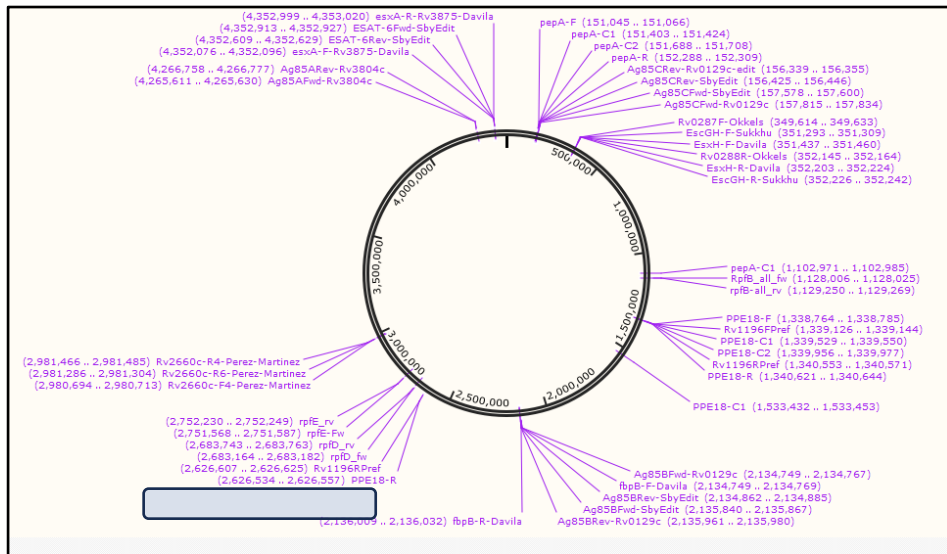 (4,352,999 .. 4,353,020) esxA-R-Rv3875-Davila
(4,352,913 .. 4,352,927) ESAT-6Fwd-SbyEdit
(4,352,609 .. 4,352,629) ESAT-6Rev-SbyEdit
(4,352,076 .. 4,352,096) esxA-F-Rv3875-Davila
(4,266,758 .. 4,266,777) Ag85ARev-Rv3804c
(4,265,611 .. 4,265,630) Ag85AFwd-Rv3804c
pepA-F (151,045 .. 151,066)
pepA-C1 (151,403 .. 151,424)
pepA-C2 (151,688 .. 151,708)
pepA-R (152,288 .. 152,309)
Ag85CRev-Rv0129c-edit (156,339 .. 156,355)
Ag85CRev-SbyEdit (156,425 .. 156,446)
Ag85CFwd-SbyEdit (157,578 .. 157,600)
Ag85CFwd-Rv0129c (157,815 .. 157,834)
Rv0287F-Okkels (349,614 .. 349,633)
EscGH-F-Sukkhu (351,293 .. 351,309)
EsxH-F-Davila (351,437 .. 351,460)
Rv0288R-Okkels (352,145 .. 352,164)
EsxH-R-Davila (352,203 .. 352,224)
EscGH-R-Sukkhu (352,226 .. 352,242)
500,000
1,000,000
1,500,000
2,000,000
2,500,000
3,000,000
3,500,000
4,000,000
pepA-C1 (1,102,971 .. 1,102,985)
RpfB_all_fw (1,128,006 .. 1,128,025)
rpfB-all_rv (1,129,250 .. 1,129,269)
PPE18-F (1,338,764 .. 1,338,785)
Rv1196FPref (1,339,126 .. 1,339,144)
PPE18-C1 (1,339,529 .. 1,339,550)
PPE18-C2 (1,339,956 .. 1,339,977)
Rv1196RPref (1,340,553 .. 1,340,571)
PPE18-R (1,340,621 .. 1,340,644)
PPE18-C1 (1,533,432 .. 1,533,453)
(2,981,466 .. 2,981,485) Rv2660c-R4-Perez-Martinez
(2,981,286 .. 2,981,304) Rv2660c-R6-Perez-Martinez
(2,980,694 .. 2,980,713) Rv2660c-F4-Perez-Martinez
(2,752,230 .. 2,752,249) rpfE_rv
(2,751,568 .. 2,751,587) rpfE-Fw
(2,683,743 .. 2,683,763) rpfD_rv
(2,683,164 .. 2,683,182) rpfD_fw
(2,626,607 .. 2,626,625) Rv1196RPref
(2,626,534 .. 2,626,557) PPE18-R
Ag85BFwd-Rv0129c (2,134,749 .. 2,134,767)
fbpB-F-Davila (2,134,749 .. 2,134,769)
Ag85BRev-SbyEdit (2,134,862 .. 2,134,885)
Ag85BFwd-SbyEdit (2,135,840 .. 2,135,867)
Ag85BRev-Rv0129c (2,135,961 .. 2,135,980)
(2,136,009 .. 2,136,032) fbpB-R-Davila